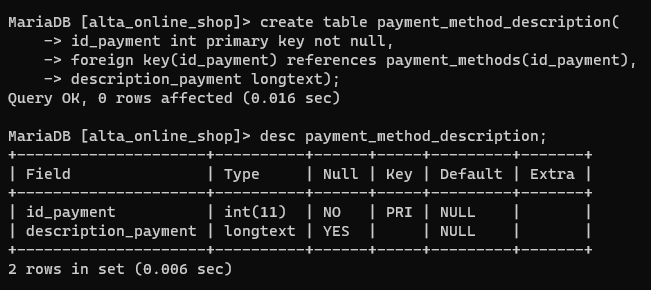 MariaDB [alta_online_shop]> create table payment_method_description(
    -> id_payment int primary key not null,
    -> foreign key(id_payment) references payment_methods(id_payment),
    -> description_payment longtext);
Query OK, 0 rows affected (0.016 sec)

MariaDB [alta_online_shop]> desc payment_method_description;
+---------------------+----------+------+-----+---------+-------+
| Field               | Type     | Null | Key | Default | Extra |
+---------------------+----------+------+-----+---------+-------+
| id_payment          | int(11)  | NO   | PRI | NULL    |       |
| description_payment | longtext | YES  |     | NULL    |       |
+---------------------+----------+------+-----+---------+-------+
2 rows in set (0.006 sec)